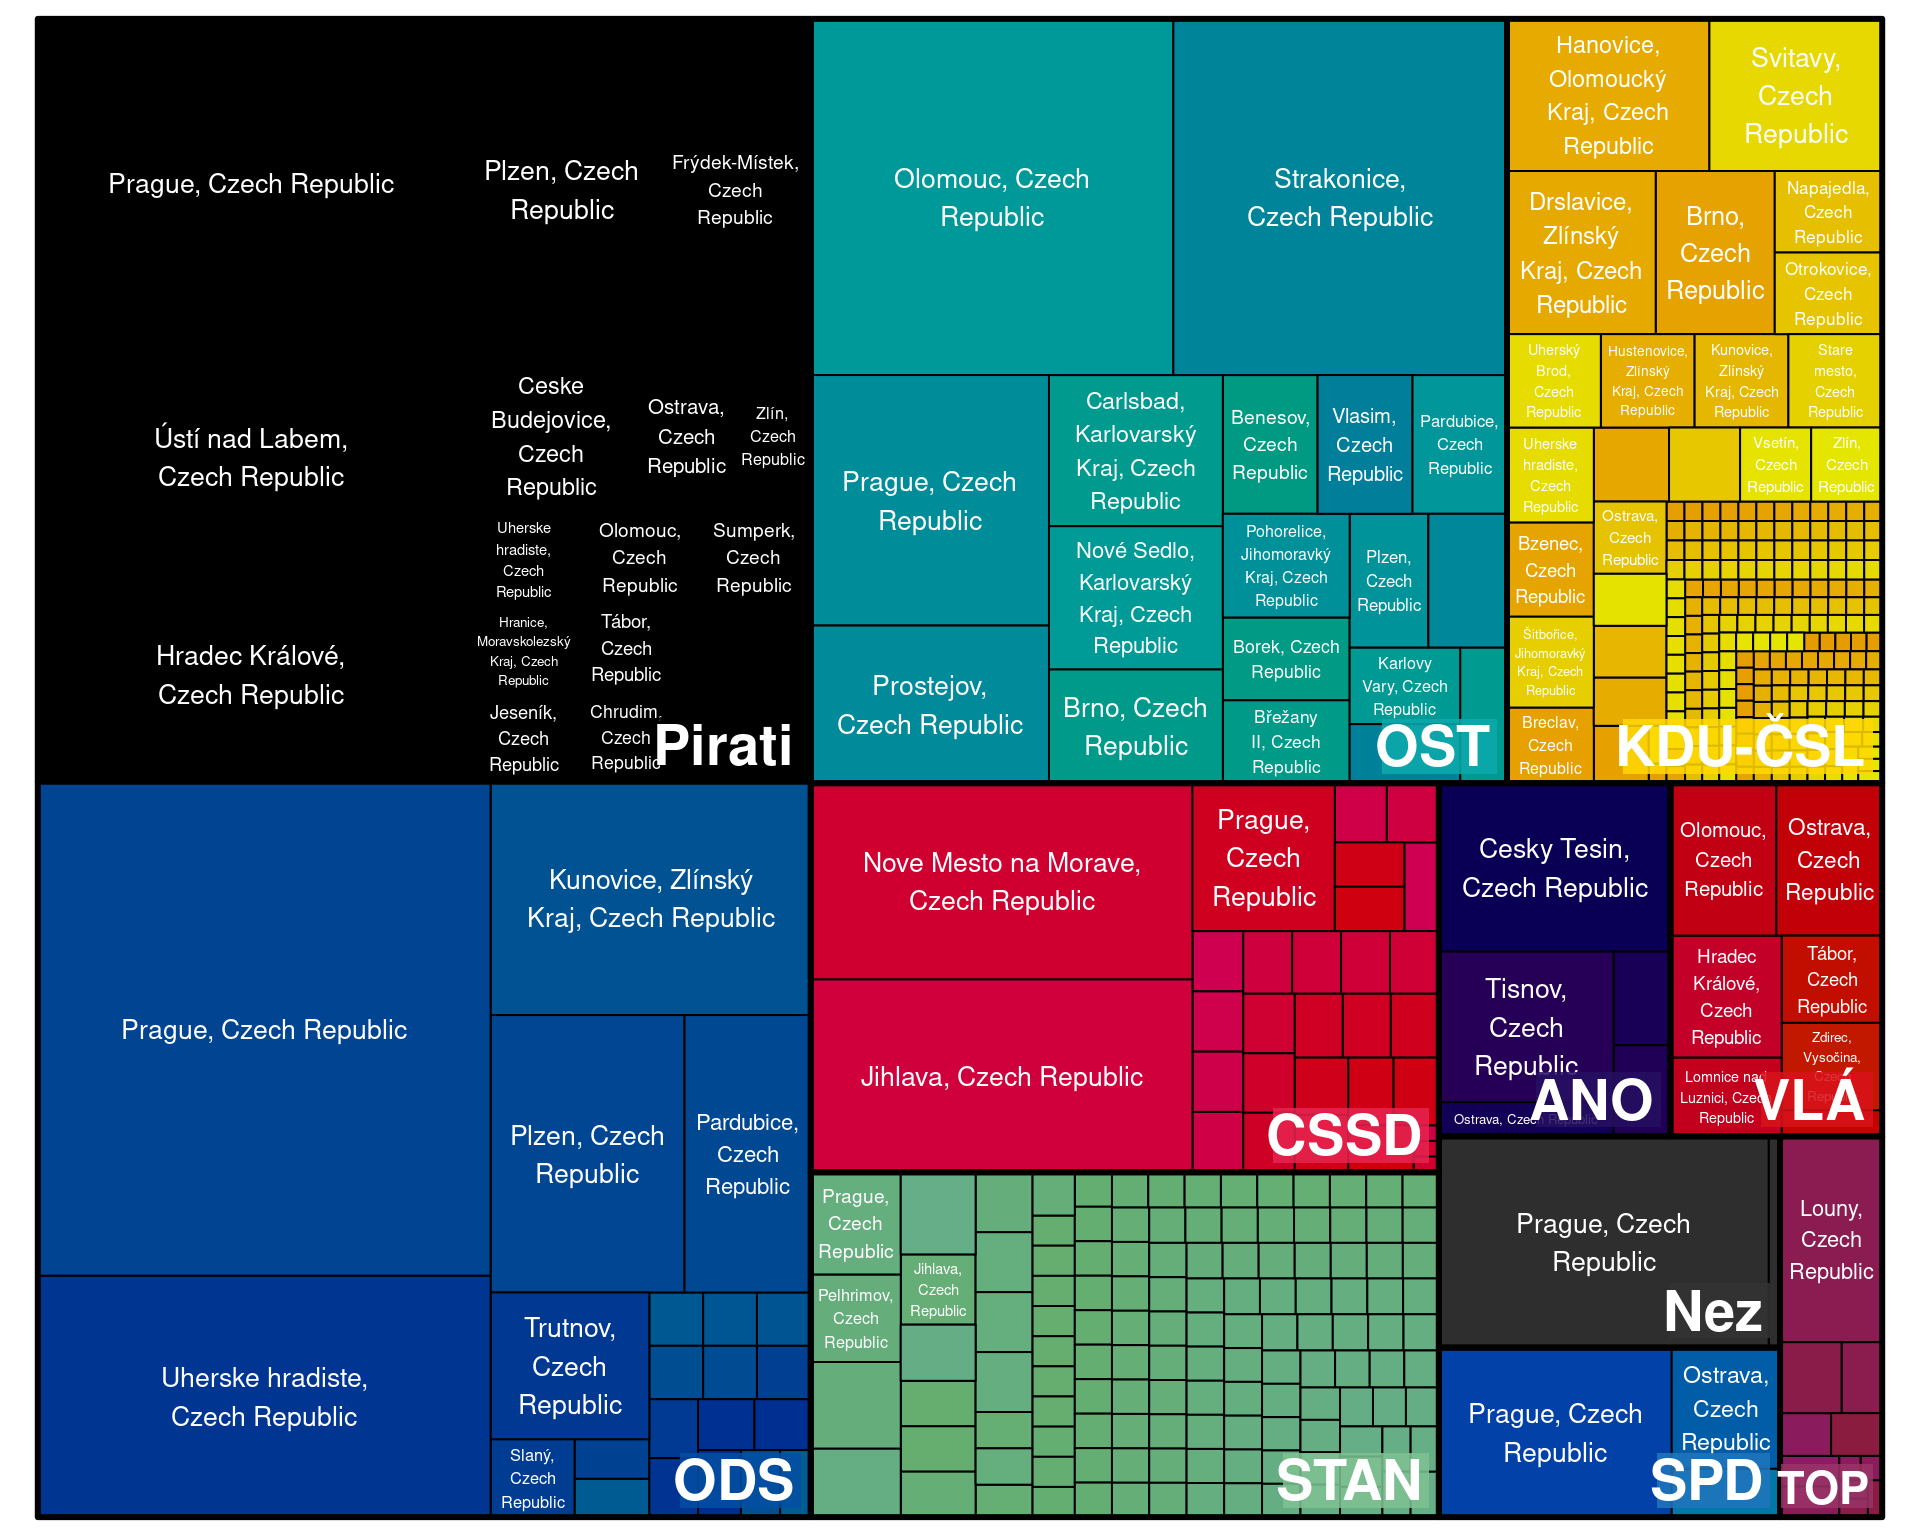 Prague, Czech Republic
Plzen, Czech
Republic
Frýdek-Místek,
Czech
Republic
Ústí nad Labem,
Czech Republic
Ceske
Budejovice,
Czech
Republic
Ostrava,
Czech
Republic
Zlín,
Czech
Republic
Hradec Králové,
Czech Republic
Uherske
hradiste,
Czech
Republic
Olomouc,
Czech
Republic
Sumperk,
Czech
Republic
Hranice,
Moravskolezský
Kraj, Czech
Republic
Tábor,
Czech
Republic
Jeseník,
Czech
Republic
Chrudim,
Czech
Republic
Pirati
Olomouc, Czech
Republic
Strakonice,
Czech Republic
Prague, Czech
Republic
Prostejov,
Czech Republic
Carlsbad,
Karlovarský
Kraj, Czech
Republic
Nové Sedlo,
Karlovarský
Kraj, Czech
Republic
Brno, Czech
Republic
Benesov,
Czech
Republic
Vlasim,
Czech
Republic
Pardubice,
Czech
Republic
Pohorelice,
Jihomoravký
Kraj, Czech
Republic
Plzen,
Czech
Republic
Borek, Czech
Republic
Břežany
II, Czech
Republic
Karlovy
Vary, Czech
Republic
OST
Hanovice,
Olomoucký
Kraj, Czech
Republic
Svitavy,
Czech
Republic
Drslavice,
Zlínský
Kraj, Czech
Republic
Brno,
Czech
Republic
Napajedla,
Czech
Republic
Otrokovice,
Czech
Republic
Uherský
Brod,
Czech
Republic
Hustenovice,
Zlínský
Kraj, Czech
Republic
Kunovice,
Zlínský
Kraj, Czech
Republic
Stare
mesto,
Czech
Republic
Uherske
hradiste,
Czech
Republic
Vsetín,
Czech
Republic
Zlín,
Czech
Republic
Ostrava,
Czech
Republic
Bzenec,
Czech
Republic
Šitbořice,
Jihomoravký
Kraj, Czech
Republic
Breclav,
Czech
Republic
KDU-ČSL
Prague, Czech Republic
Uherske hradiste,
Czech Republic
Kunovice, Zlínský
Kraj, Czech Republic
Plzen, Czech
Republic
Pardubice,
Czech
Republic
Trutnov,
Czech
Republic
Slaný,
Czech
Republic
ODS
Nove Mesto na Morave,
Czech Republic
Jihlava, Czech Republic
Prague,
Czech
Republic
CSSD
Prague,
Czech
Republic
Pelhrimov,
Czech
Republic
Jihlava,
Czech
Republic
STAN
Cesky Tesin,
Czech Republic
Tisnov,
Czech
Republic
Ostrava, Czech Republic
ANO
Olomouc,
Czech
Republic
Ostrava,
Czech
Republic
Hradec
Králové,
Czech
Republic
Tábor,
Czech
Republic
Zdirec,
Vysočina,
Czech
Republic
Lomnice nad
Luznici, Czech
Republic
VLÁ
Prague, Czech
Republic
Nez
Louny,
Czech
Republic
TOP
Prague, Czech
Republic
Ostrava,
Czech
Republic
SPD